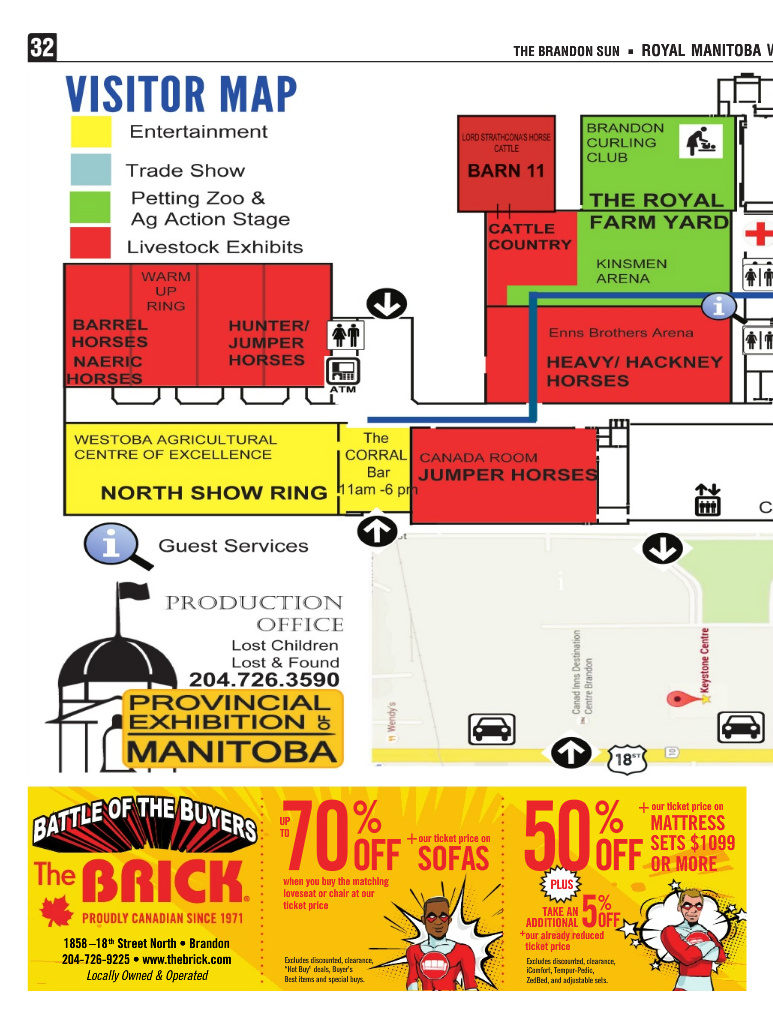 32
THE BRANDON SUN ▪ ROYAL MANITOBA W
VISITOR MAP
Entertainment
Trade Show
Petting Zoo &
Ag Action Stage
Livestock Exhibits
LORD STRATHCONA'S HORSE
CATTLE
BARN 11
BRANDON
CURLING
CLUB
THE ROYAL
FARM YARD
CATTLE
COUNTRY
KINSMEN
ARENA
WARM
UP
RING
BARREL
HORSES
NAERIC
HORSES
HUNTER/
JUMPER
HORSES
ATM
i
Enns Brothers Arena
HEAVY/ HACKNEY
HORSES
WESTOBA AGRICULTURAL
CENTRE OF EXCELLENCE
NORTH SHOW RING
The
CORRAL
Bar
11am -6 pm
CANADA ROOM
JUMPER HORSES
C
i
Guest Services
PRODUCTION
OFFICE
Lost Children
Lost & Found
204.726.3590
PROVINCIAL
EXHIBITION OF
MANITOBA
st
Wendy's
Canad Inns Destination
Centre Brandon
Keystone Centre
18ST
10
BATTLE OF THE BUYERS
The BRICK®
PROUDLY CANADIAN SINCE 1971
1858 –18th Street North • Brandon
204-726-9225 • www.thebrick.com
Locally Owned & Operated
UP TO 70% OFF
+our ticket price on
SOFAS
when you buy the matching
loveseat or chair at our
ticket price
Excludes discounted, clearance,
"Hot Buy" deals, Buyer's
Best items and special buys.
50% OFF
+our ticket price on
MATTRESS
SETS $1099
OR MORE
PLUS
TAKE AN
ADDITIONAL 5% OFF
+our already reduced
ticket price
Excludes discounted, clearance,
iComfort, Tempur-Pedic,
ZedBed, and adjustable sets.